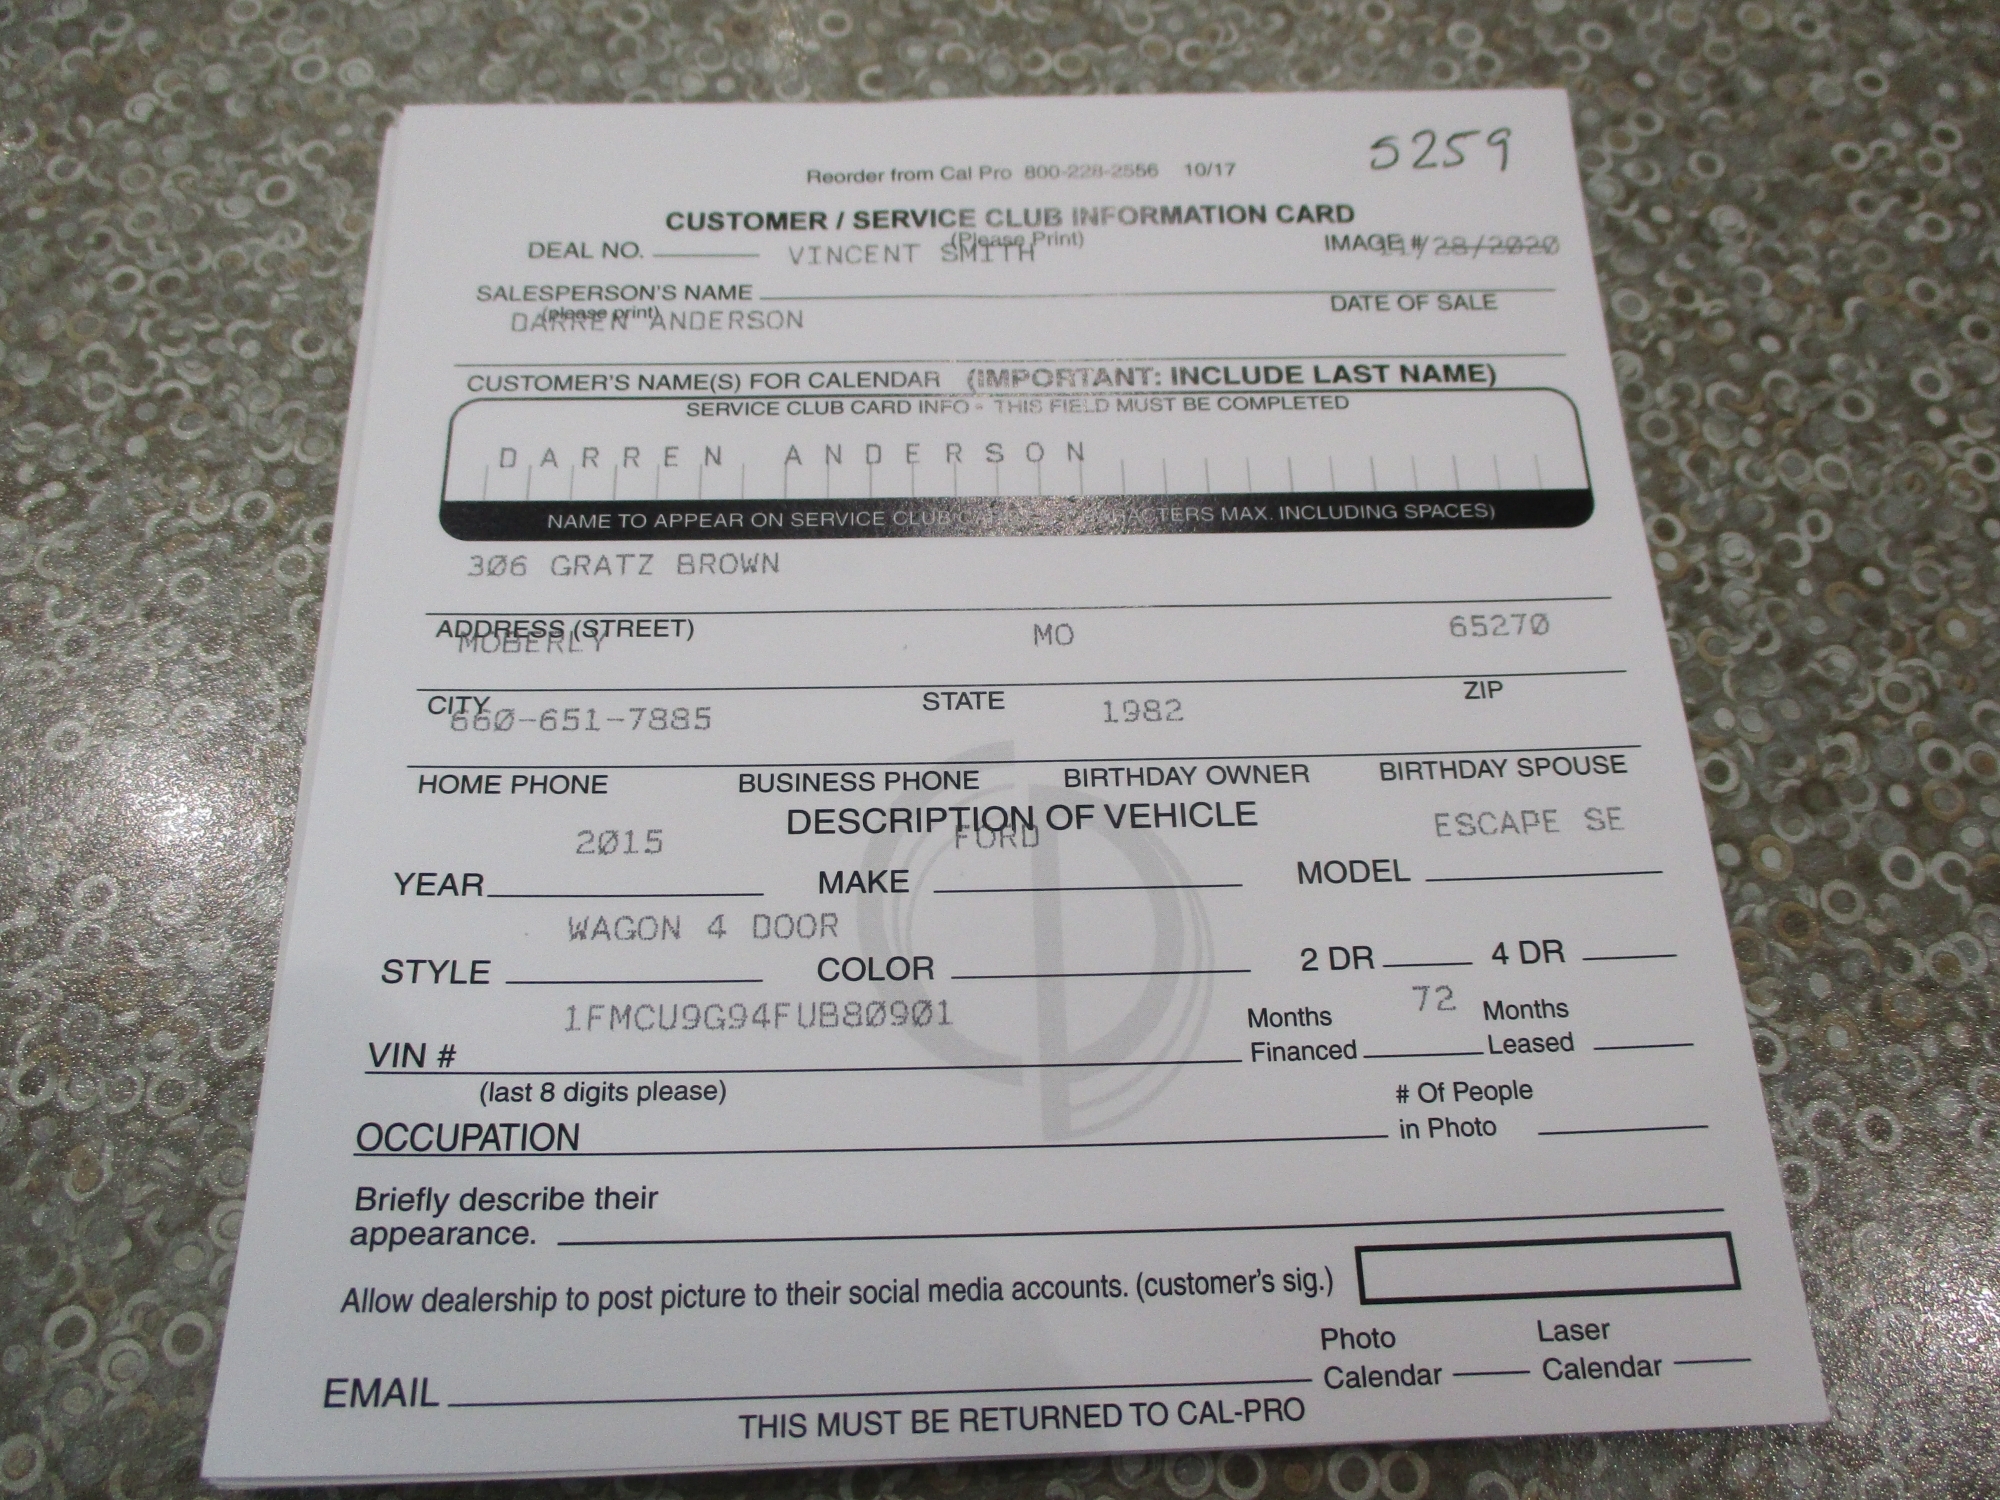 5259
Reorder from Cal Pro 800-228-2556 10/17
CUSTOMER / SERVICE CLUB INFORMATION CARD
(Please Print)
DEAL NO. VINCENT SMITH IMAGE # 11/28/2020
SALESPERSON'S NAME DATE OF SALE
(please print)
DARREN ANDERSON
CUSTOMER'S NAME(S) FOR CALENDAR (IMPORTANT: INCLUDE LAST NAME)
SERVICE CLUB CARD INFO - THIS FIELD MUST BE COMPLETED
DARREN ANDERSON
NAME TO APPEAR ON SERVICE CLUB MAX. INCLUDING SPACES)
306 GRATZ BROWN
ADDRESS (STREET)
MOBERLY MO 65270
CITY STATE ZIP
660-651-7885 1982
HOME PHONE BUSINESS PHONE BIRTHDAY OWNER BIRTHDAY SPOUSE
DESCRIPTION OF VEHICLE
2015 FORD ESCAPE SE
YEAR MAKE MODEL
WAGON 4 DOOR
STYLE COLOR 2 DR 4 DR
1FMCU9G94FUB80901 Months 72 Months
VIN # Financed Leased
(last 8 digits please) # Of People
OCCUPATION in Photo
Briefly describe their
appearance.
Allow dealership to post picture to their social media accounts. (customer's sig.)
Photo Laser
EMAIL Calendar Calendar
THIS MUST BE RETURNED TO CAL-PRO